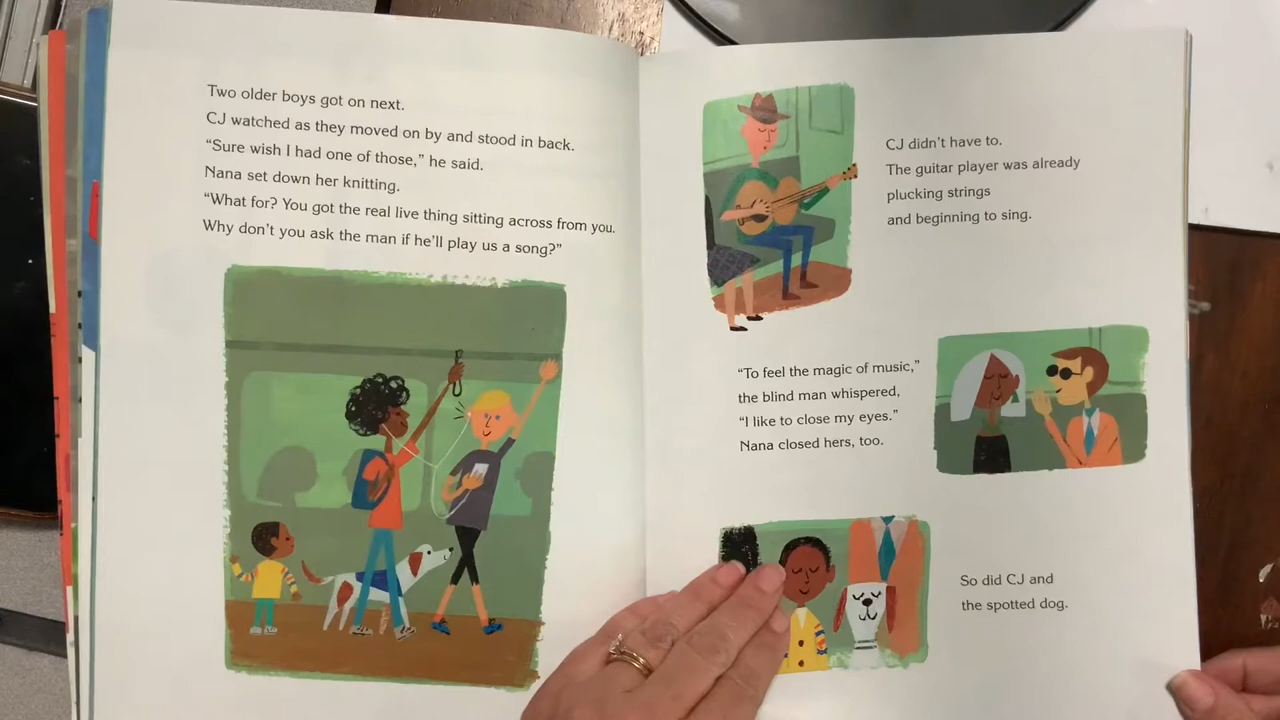 Two older boys got on next.
CJ watched as they moved on by and stood in back.
“Sure wish I had one of those,” he said.
Nana set down her knitting.
“What for? You got the real live thing sitting across from you.
Why don’t you ask the man if he’ll play us a song?”
CJ didn’t have to.
The guitar player was already
plucking strings
and beginning to sing.
“To feel the magic of music,”
the blind man whispered,
“I like to close my eyes.”
Nana closed hers, too.
So did CJ and
the spotted dog.